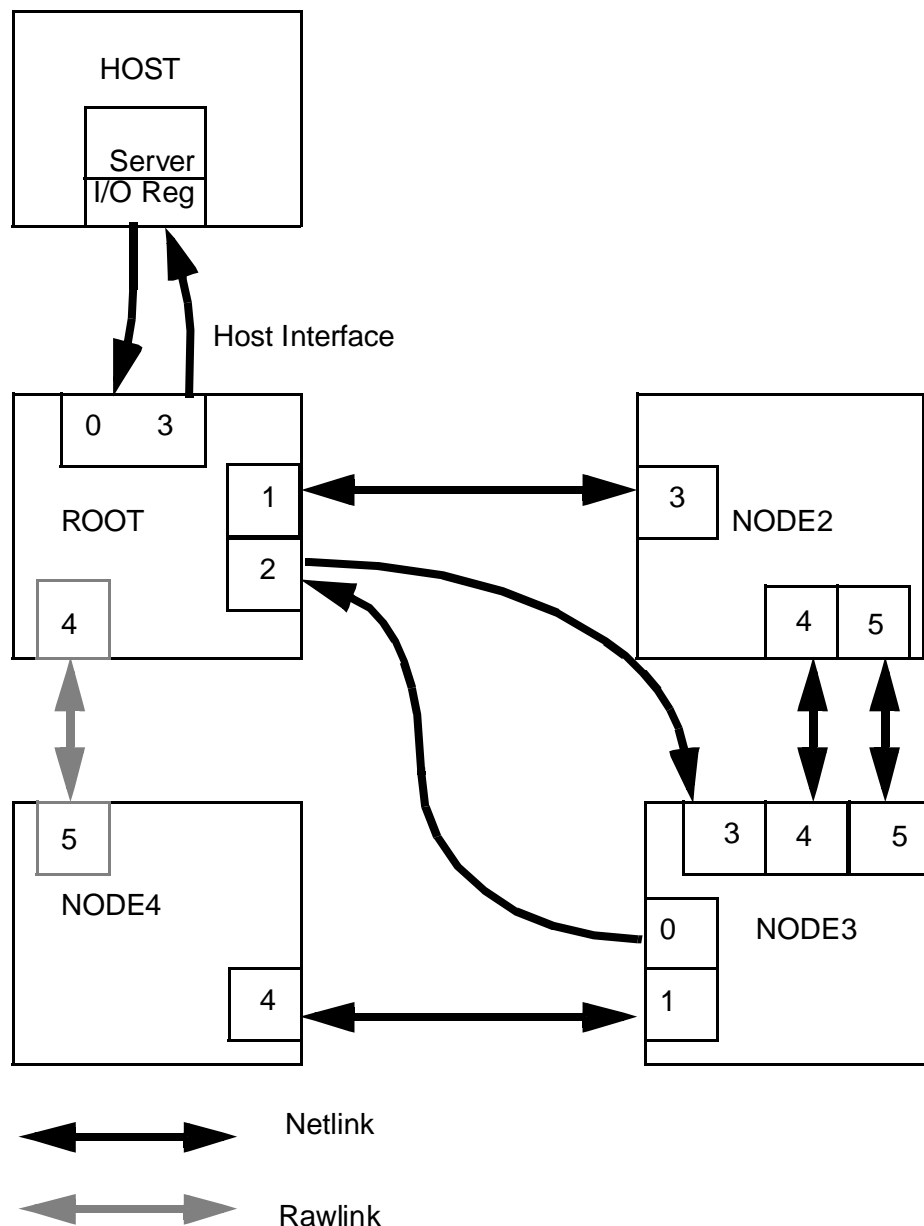 HOST
Server
I/O Reg
Host Interface
0 3
1
ROOT
2
4
3
NODE2
4 5
5
NODE4
4
3 4 5
0
NODE3
1
Netlink
Rawlink